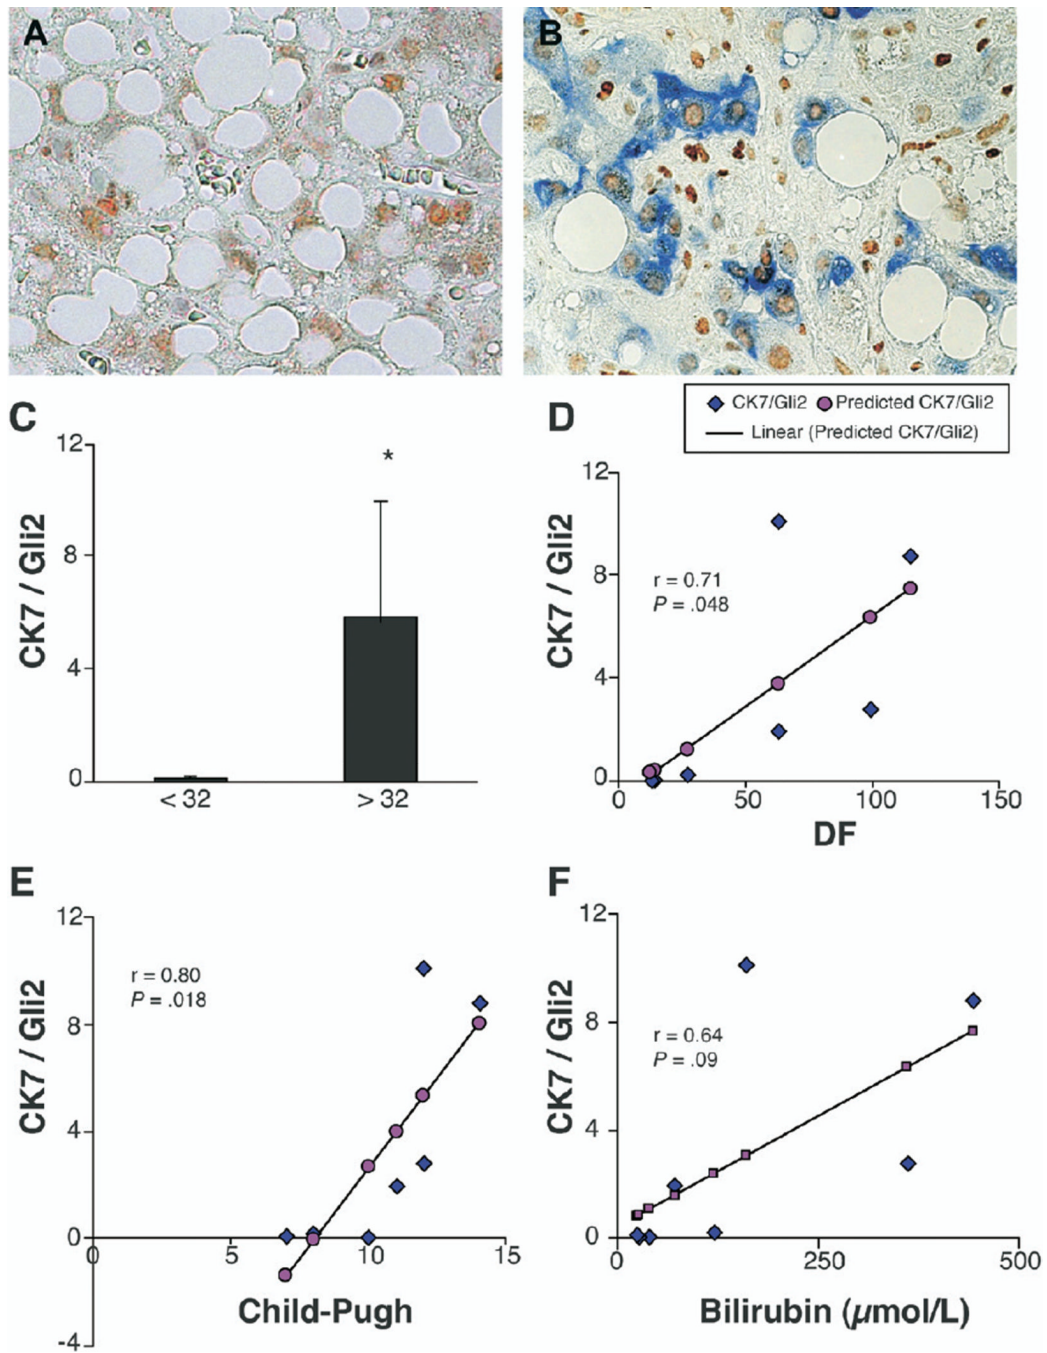 A
B
C
CK7 / Gli2
12
8
4
0
*
< 32
> 32
D
CK7/Gli2
Predicted CK7/Gli2
Linear (Predicted CK7/Gli2)
CK7 / Gli2
12
8
4
0
r = 0.71
P = .048
0
50
100
150
DF
E
CK7 / Gli2
12
8
4
0
-4
r = 0.80
P = .018
0
5
10
15
Child-Pugh
F
CK7 / Gli2
12
8
4
0
r = 0.64
P = .09
0
250
500
Bilirubin (µmol/L)